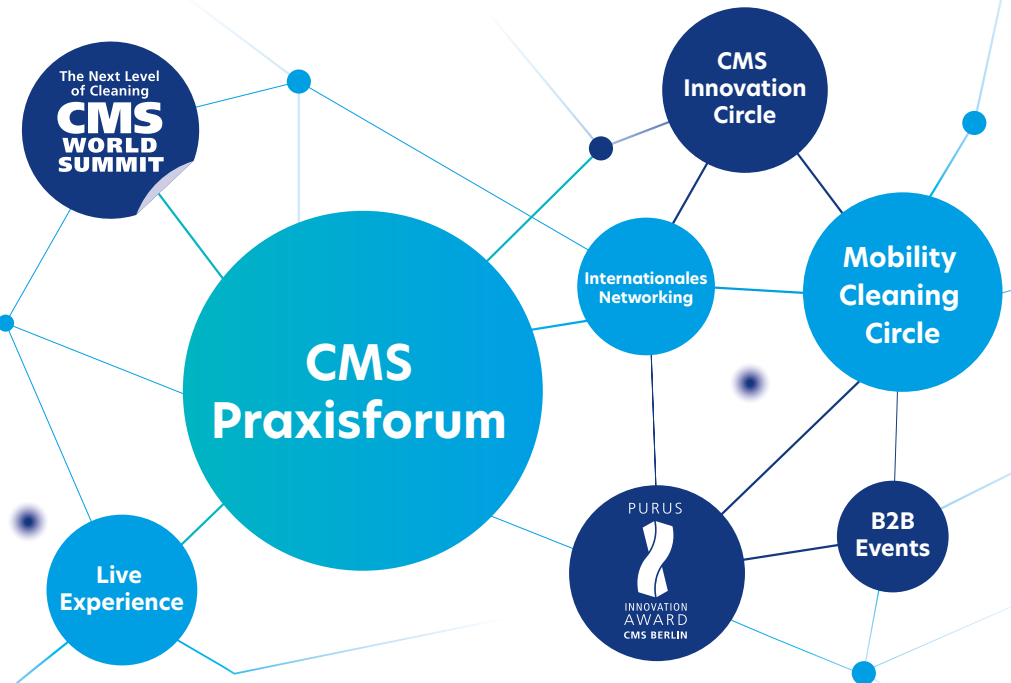 The Next Level
of Cleaning
CMS
WORLD
SUMMIT
CMS
Innovation
Circle
Internationales
Networking
Mobility
Cleaning
Circle
CMS
Praxisforum
PURUS
INNOVATION
AWARD
CMS BERLIN
B2B
Events
Live
Experience